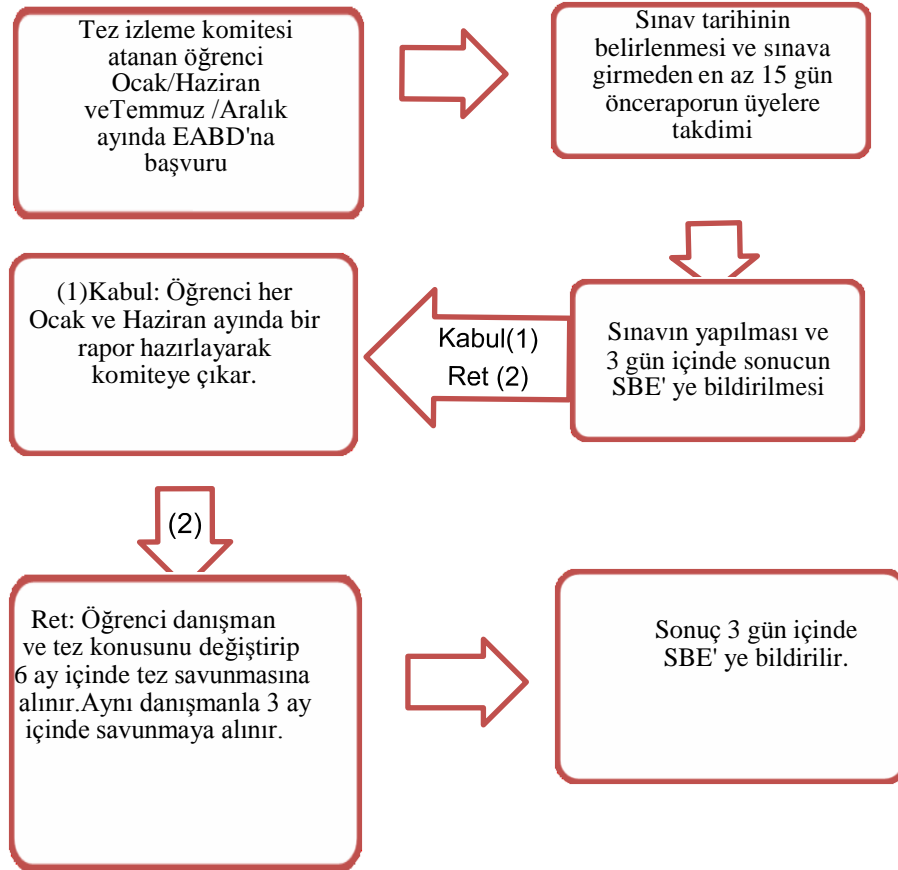 Tez izleme komitesi
atanan öğrenci
Ocak/Haziran
veTemmuz /Aralık
ayında EABD'na
başvuru
Sınav tarihinin
belirlenmesi ve sınava
girmeden en az 15 gün
önceraporun üyelere
takdimi
Sınavın yapılması ve
3 gün içinde sonucun
SBE' ye bildirilmesi
Kabul(1)
Ret (2)
(1)Kabul: Öğrenci her
Ocak ve Haziran ayında bir
rapor hazırlayarak
komiteye çıkar.
(2)
Ret: Öğrenci danışman
ve tez konusunu değiştirip
6 ay içinde tez savunmasına
alınır.Aynı danışmanla 3 ay
içinde savunmaya alınır.
Sonuç 3 gün içinde
SBE' ye bildirilir.